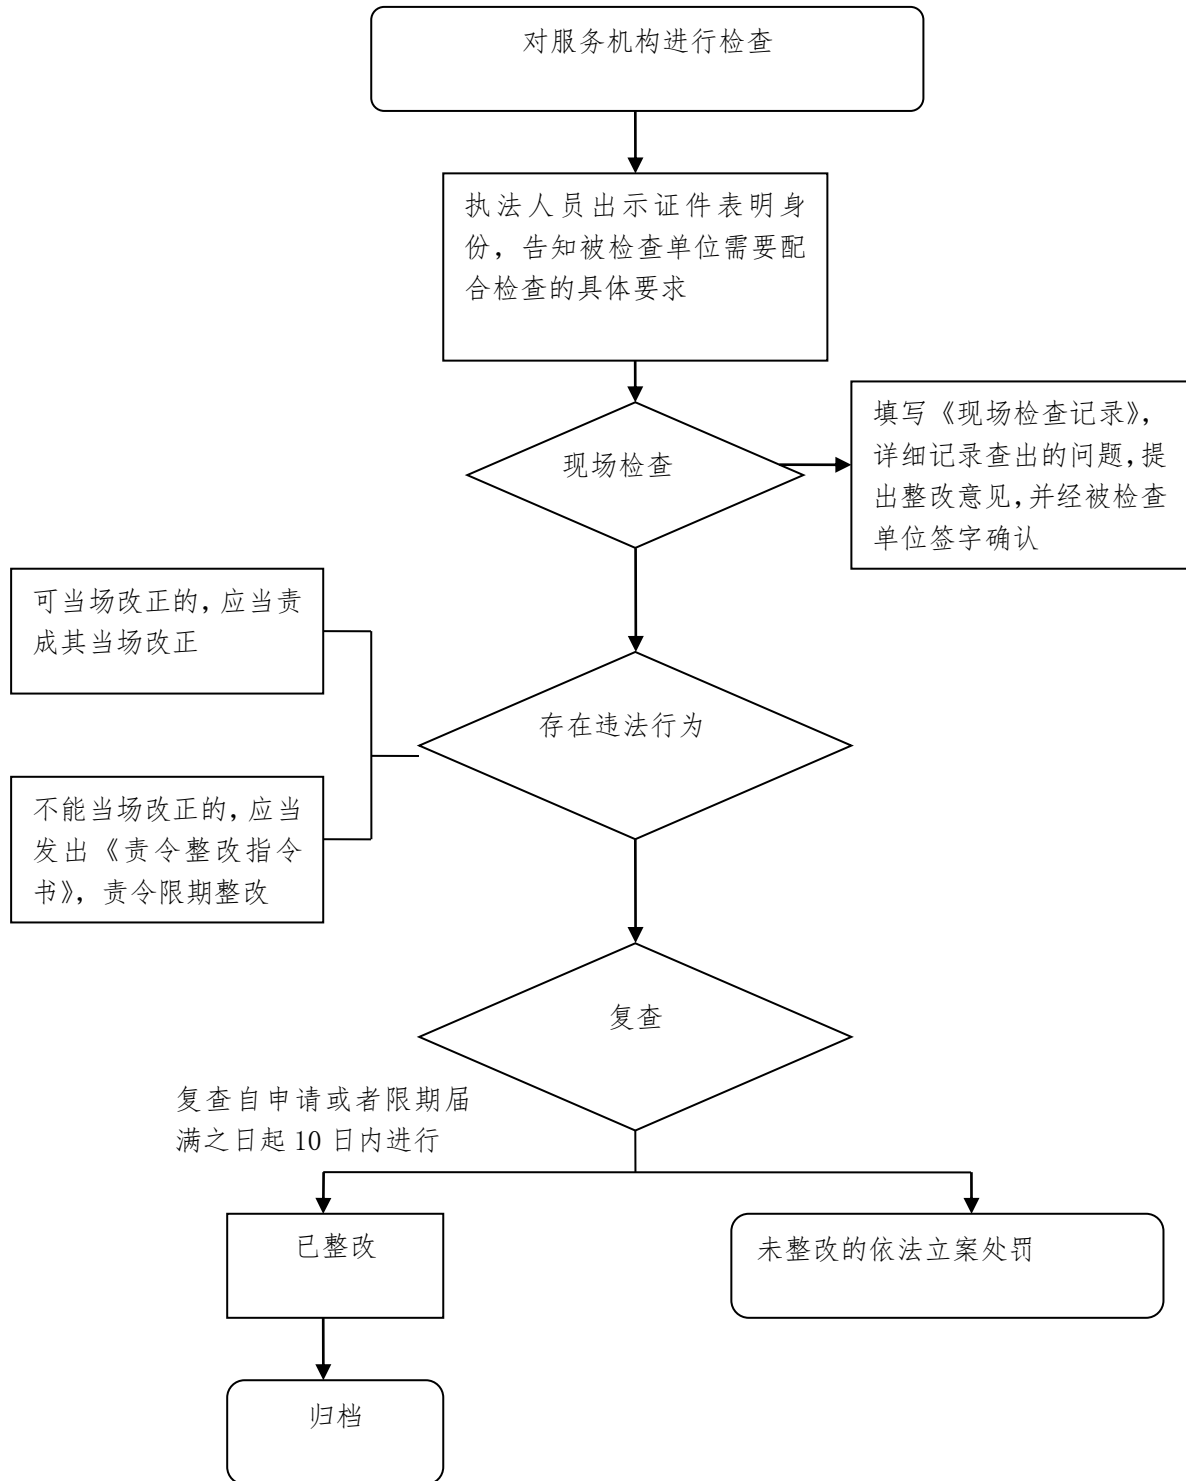 对服务机构进行检查
执法人员出示证件表明身
份，告知被检查单位需要配
合检查的具体要求
现场检查
填写《现场检查记录》，
详细记录查出的问题，提
出整改意见，并经被检查
单位签字确认
可当场改正的，应当责
成其当场改正
存在违法行为
不能当场改正的，应当
发出《责令整改指令
书》，责令限期整改
复查
复查自申请或者限期届
满之日起 10 日内进行
已整改
未整改的依法立案处罚
归档